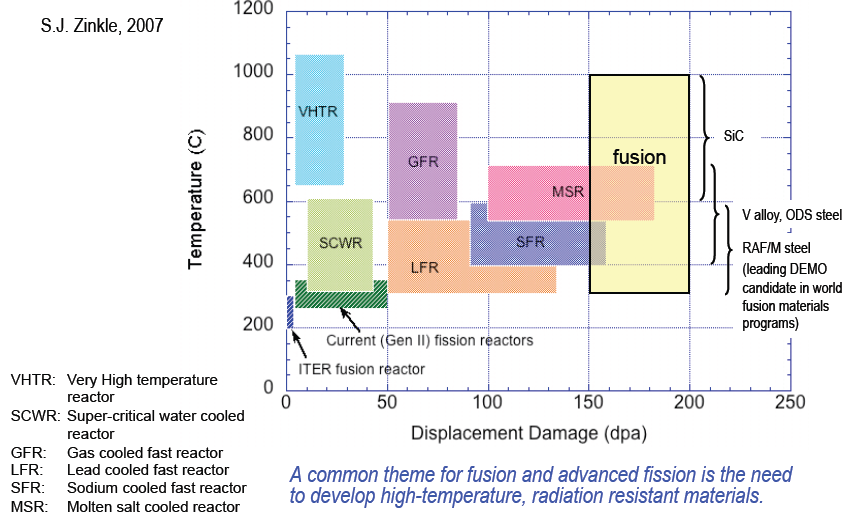 S.J. Zinkle, 2007
1200
1000
800
600
400
200
0
Temperature (C)
VHTR
GFR
fusion
MSR
SCWR
SFR
LFR
SiC
V alloy, ODS steel
RAF/M steel
(leading DEMO
candidate in world
fusion materials
programs)
Current (Gen II) fission reactors
ITER fusion reactor
0 50 100 150 200 250
Displacement Damage (dpa)
VHTR: Very High temperature
reactor
SCWR: Super-critical water cooled
reactor
GFR: Gas cooled fast reactor
LFR: Lead cooled fast reactor
SFR: Sodium cooled fast reactor
MSR: Molten salt cooled reactor
A common theme for fusion and advanced fission is the need
to develop high-temperature, radiation resistant materials.